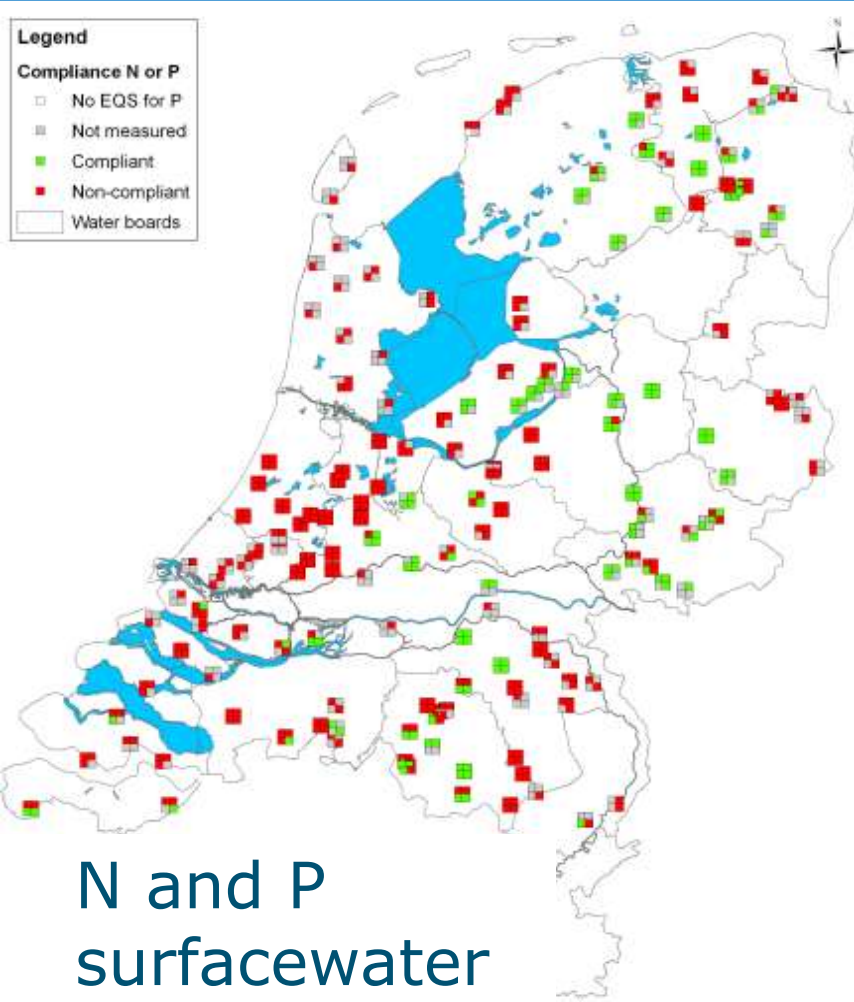 Legend
Compliance N or P
No EQS for P
Not measured
Compliant
Non-compliant
Water boards
N
N and P
surfacewater